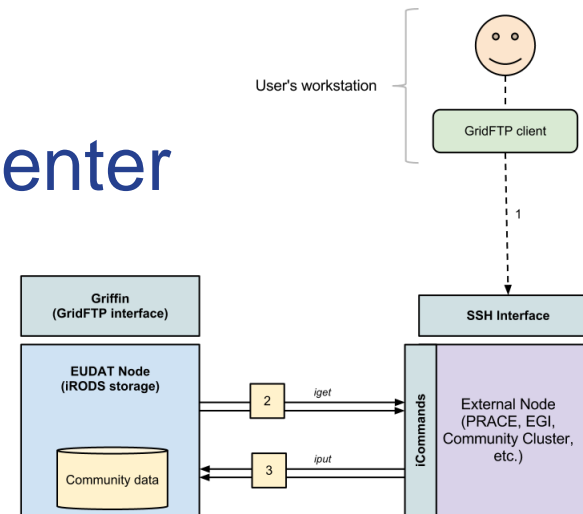 User's workstation
GridFTP client
enter
1
Griffin
(GridFTP interface)
SSH Interface
EUDAT Node
(iRODS storage)
2
iget
iCommands
External Node
(PRACE, EGI,
Community Cluster,
etc.)
3
iput
Community data